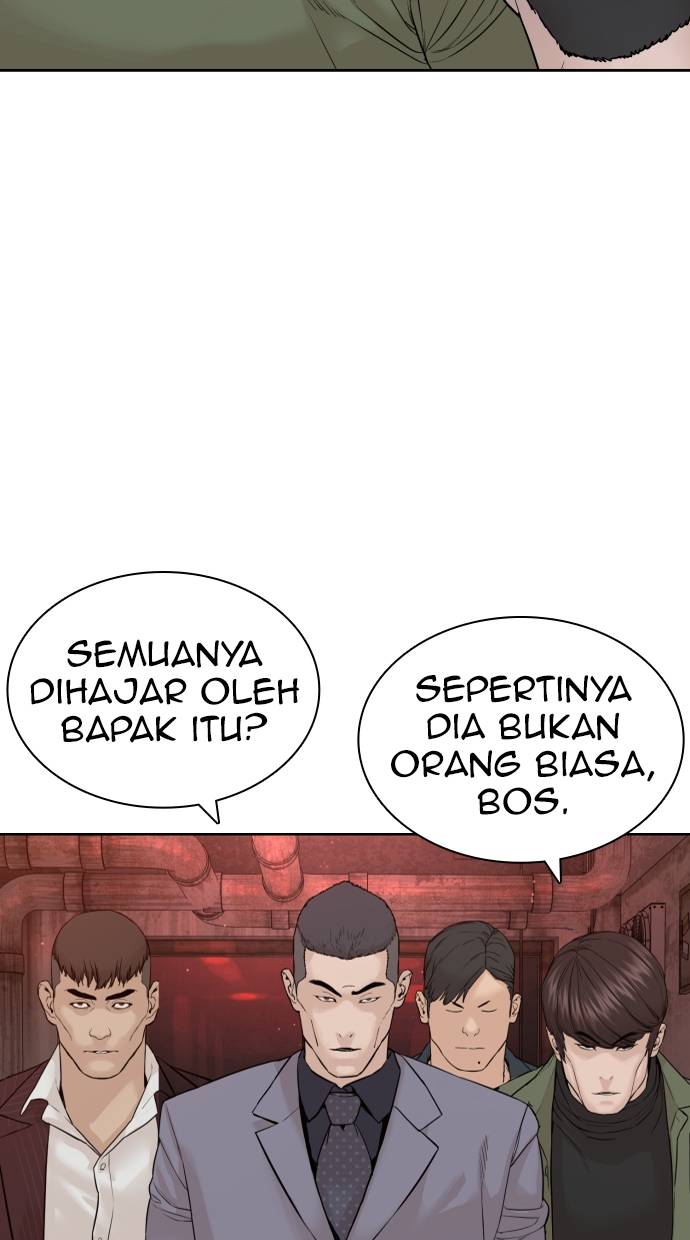 SEMUANYA
DIHAJAR OLEH
BAPAK ITU?
SEPERTINYA
DIA BUKAN
ORANG BIASA,
BOS.